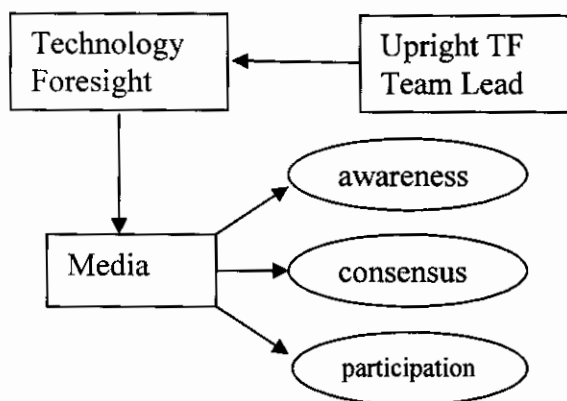 Technology
Foresight
Upright TF
Team Lead
awareness
Media
consensus
participation